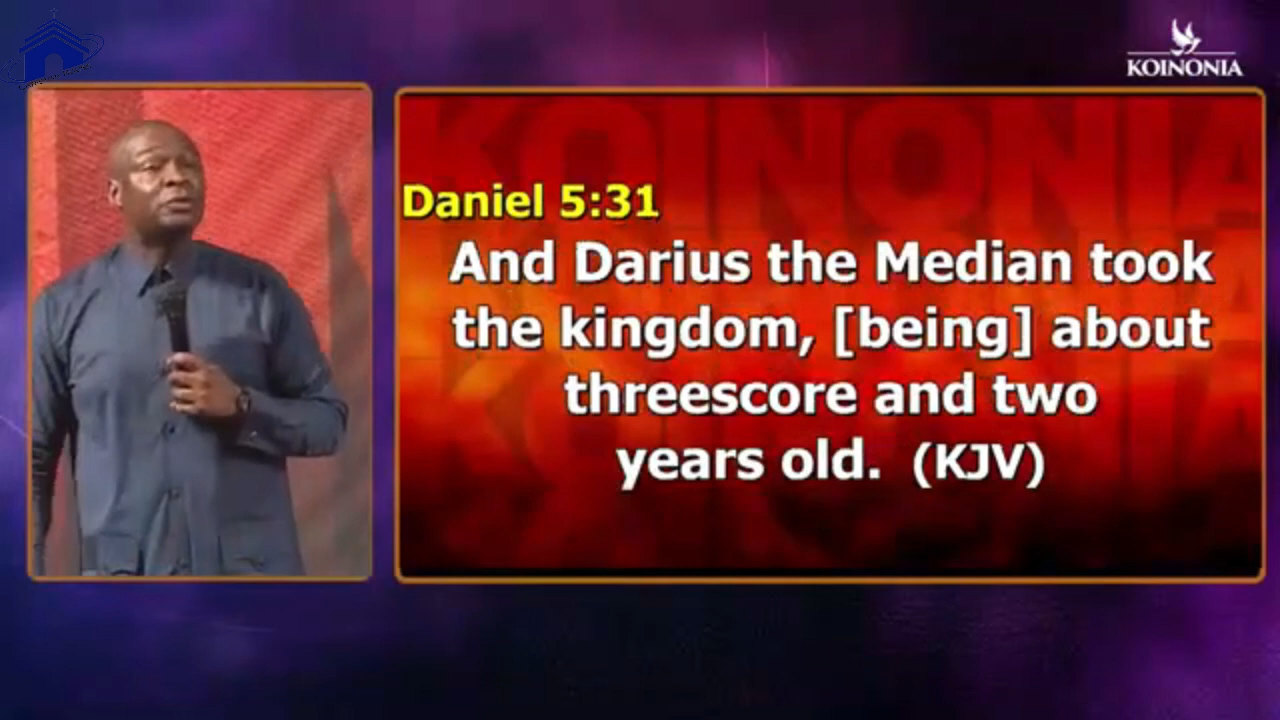 KOINONIA
Daniel 5:31
And Darius the Median took
the kingdom, [being] about
threescore and two
years old. (KJV)